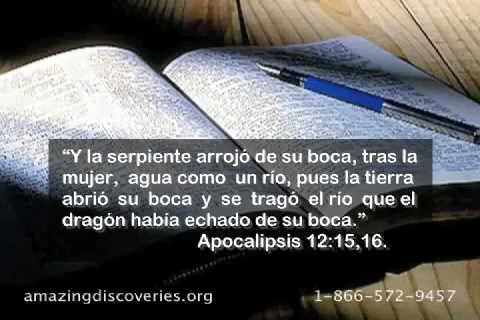 “Y la serpiente arrojó de su boca, tras la
mujer, agua como un río, pues la tierra
abrió su boca y se tragó el río que el
dragón había echado de su boca.”
Apocalipsis 12:15,16.
amazingdiscoveries.org 1-866-572-9457